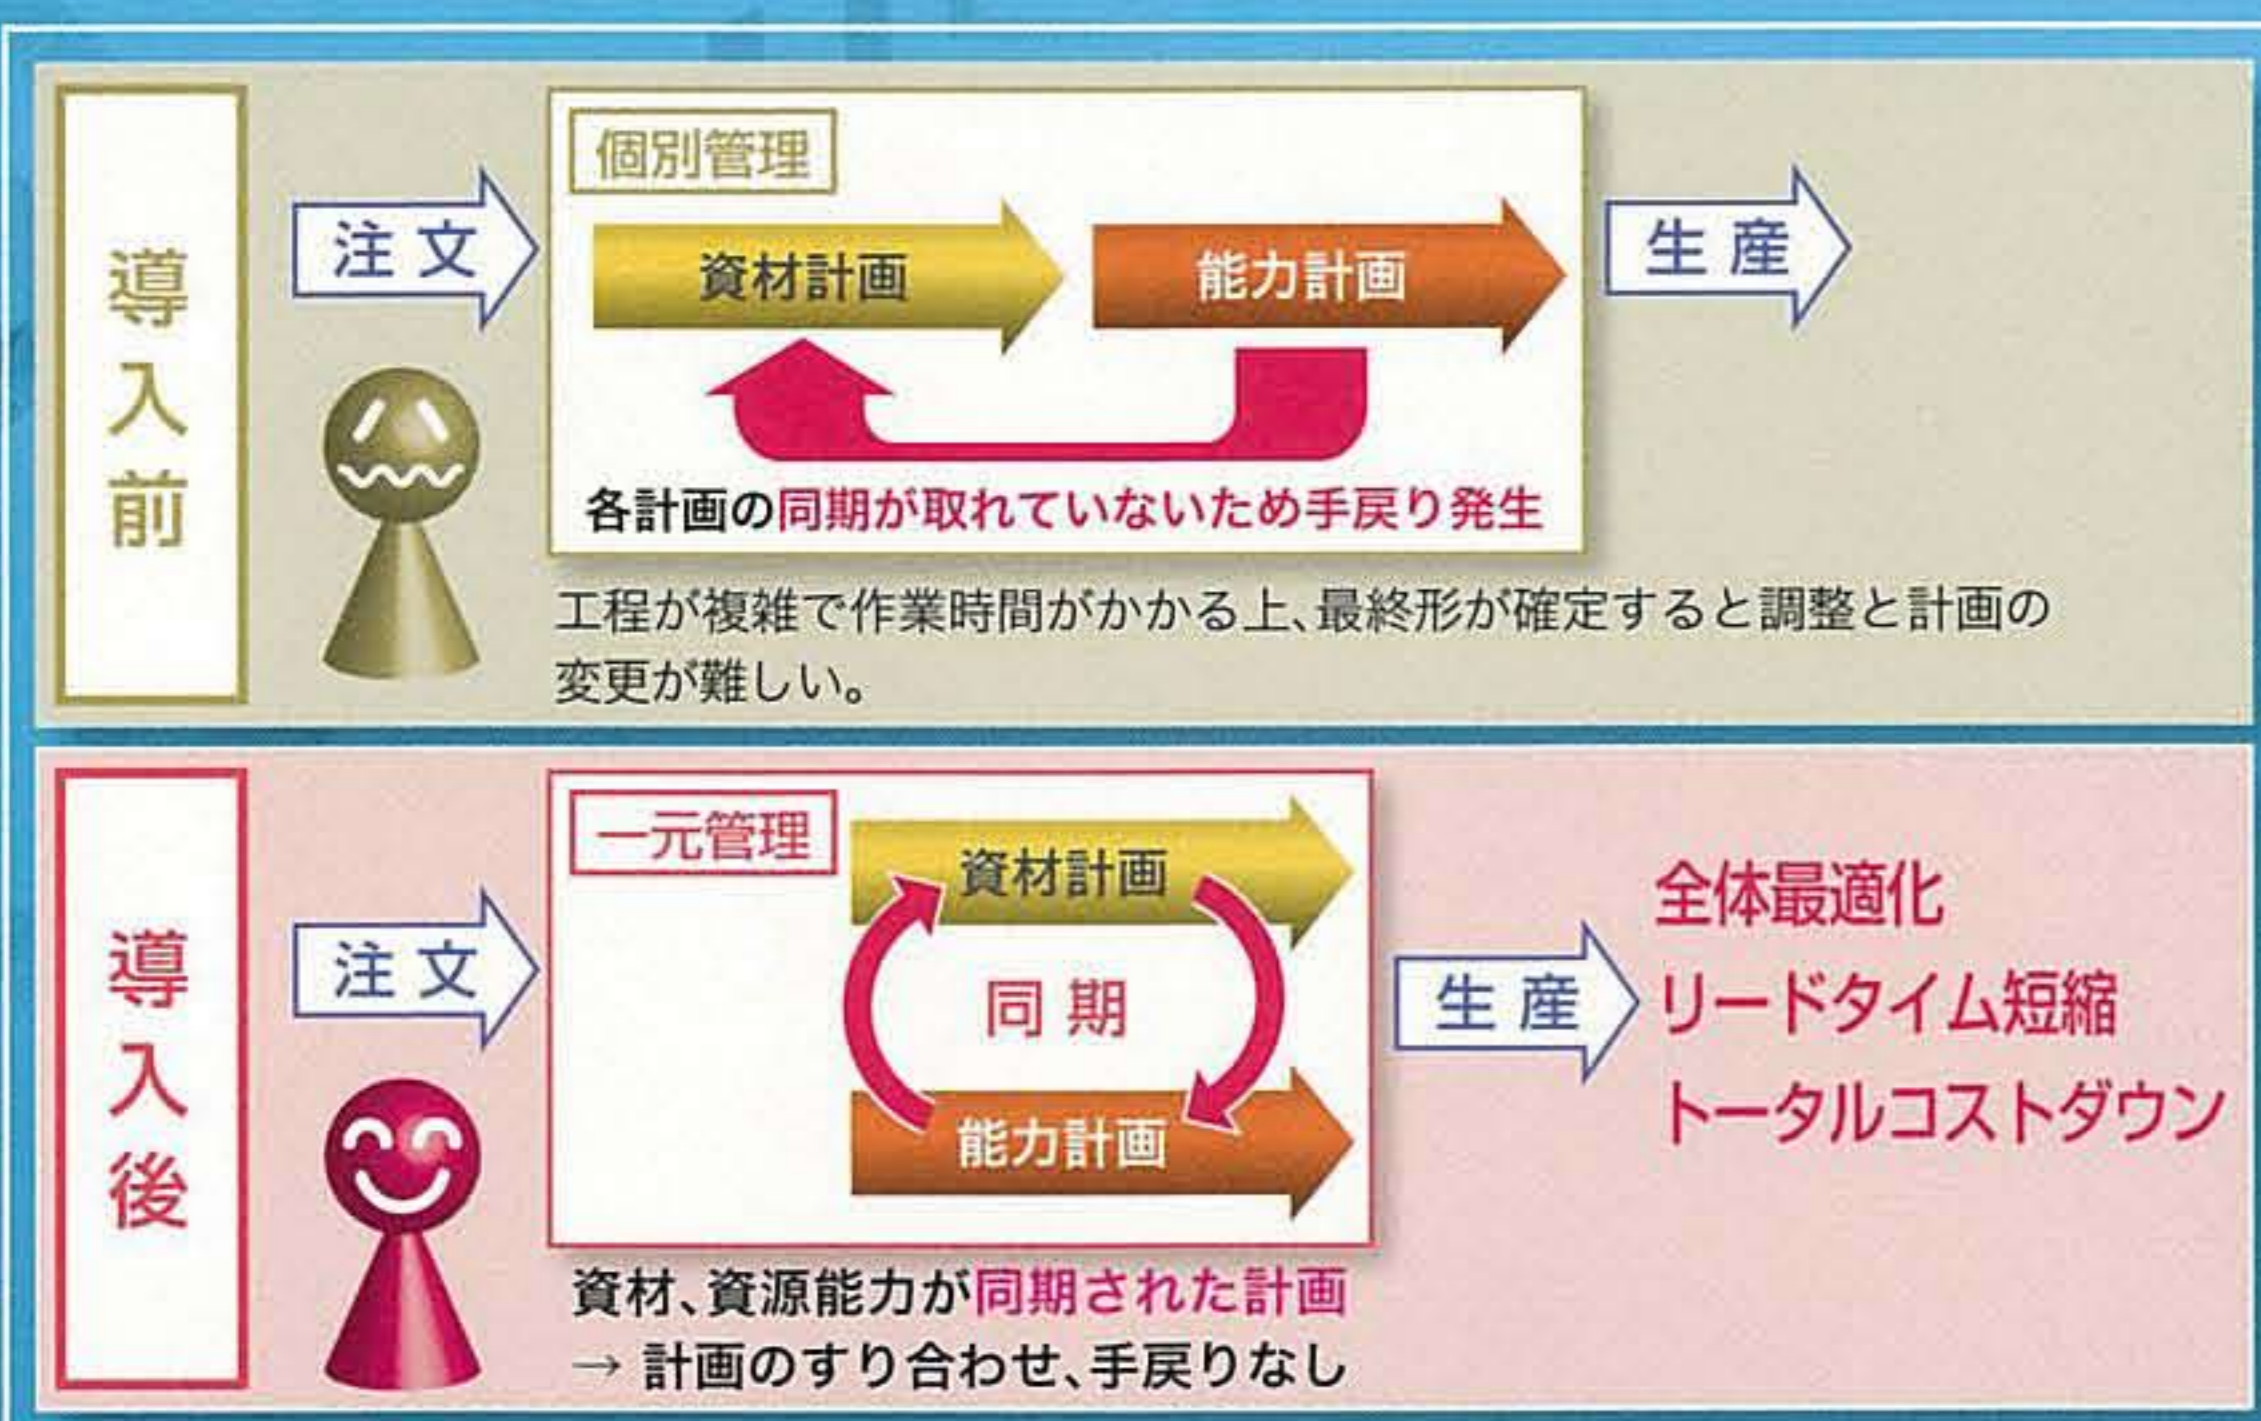 導入前
注文
個別管理
資材計画
能力計画
各計画の同期が取れていないため手戻り発生
生産
工程が複雑で作業時間がかかる上、最終形が確定すると調整と計画の
変更が難しい。
導入後
注文
一元管理
資材計画
同期
能力計画
資材、資源能力が同期された計画
→ 計画のすり合わせ、手戻りなし
生産
全体最適化
リードタイム短縮
トータルコストダウン